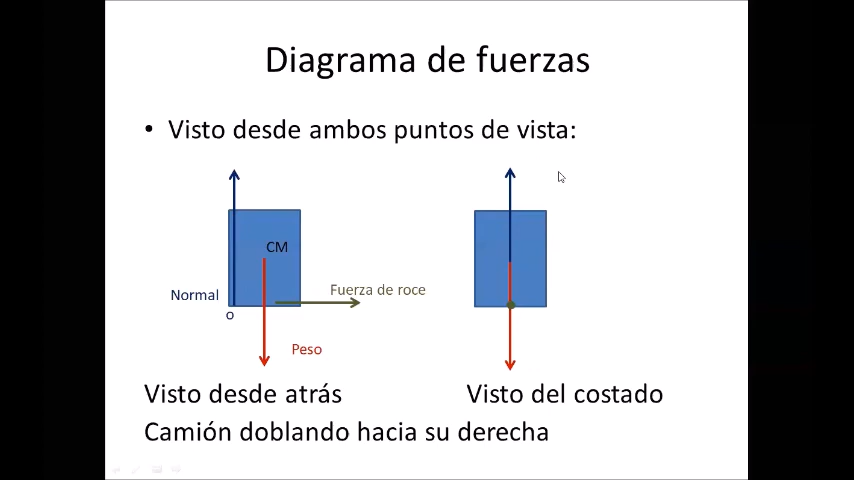 Diagrama de fuerzas
• Visto desde ambos puntos de vista:
CM
Fuerza de roce
Normal
o
Peso
Visto desde atrás
Visto del costado
Camión doblando hacia su derecha